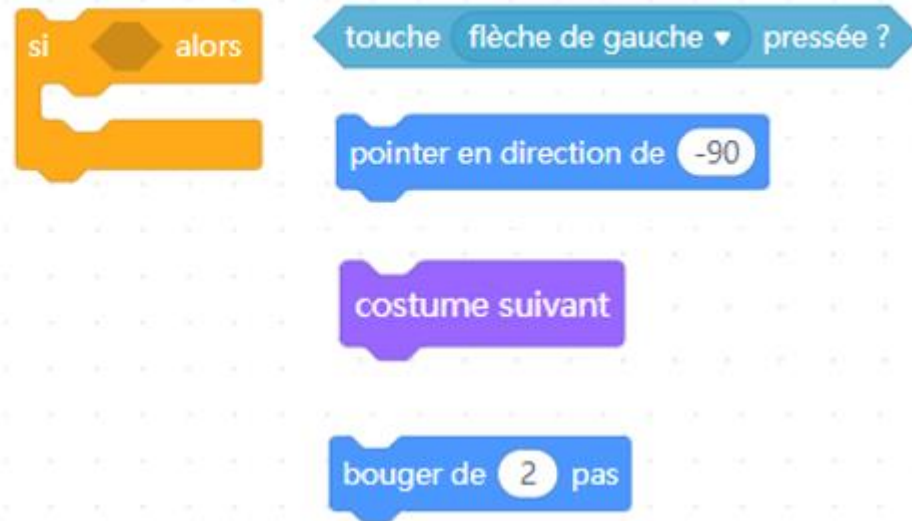 si alors
touche flèche de gauche ▼ pressée ?
pointer en direction de -90
costume suivant
bouger de 2 pas